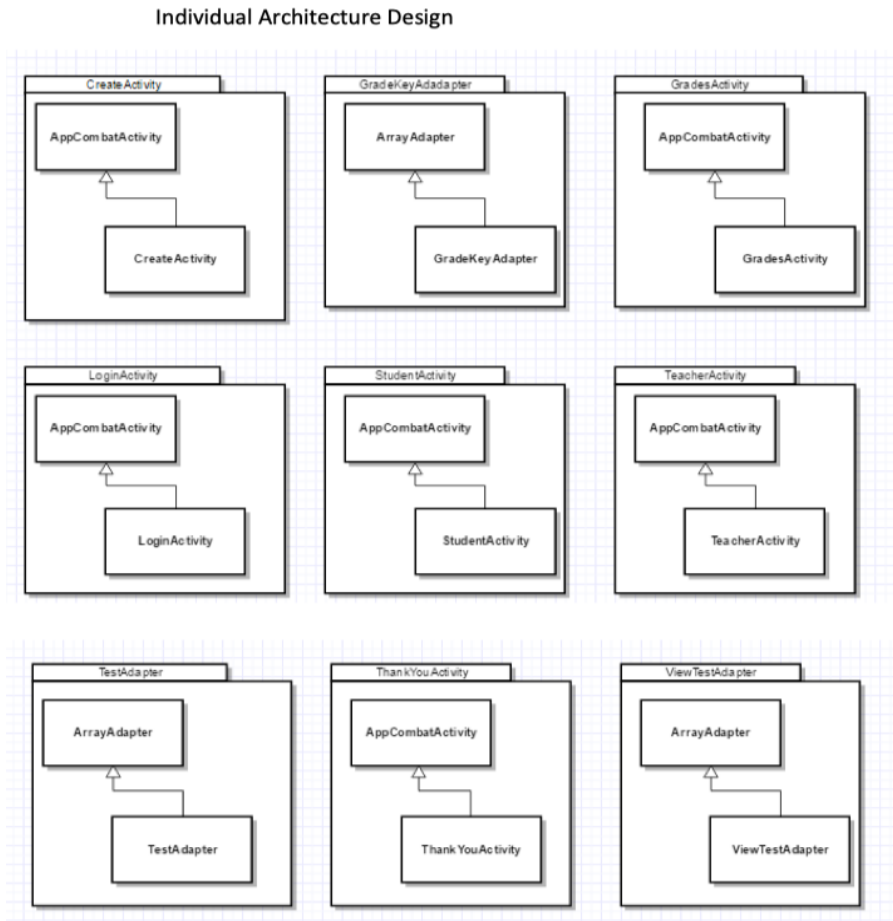 Individual Architecture Design
CreateActivity
GradeKeyAdadapter
GradesActivity
AppCombatActivity
ArrayAdapter
AppCombatActivity
CreateActivity
GradeKeyAdapter
GradesActivity
LoginActivity
StudentActivity
TeacherActivity
AppCombatActivity
AppCombatActivity
AppCombatActivity
LoginActivity
StudentActivity
TeacherActivity
TestAdapter
ThankYouActivity
ViewTestAdapter
ArrayAdapter
AppCombatActivity
ArrayAdapter
TestAdapter
ThankYouActivity
ViewTestAdapter